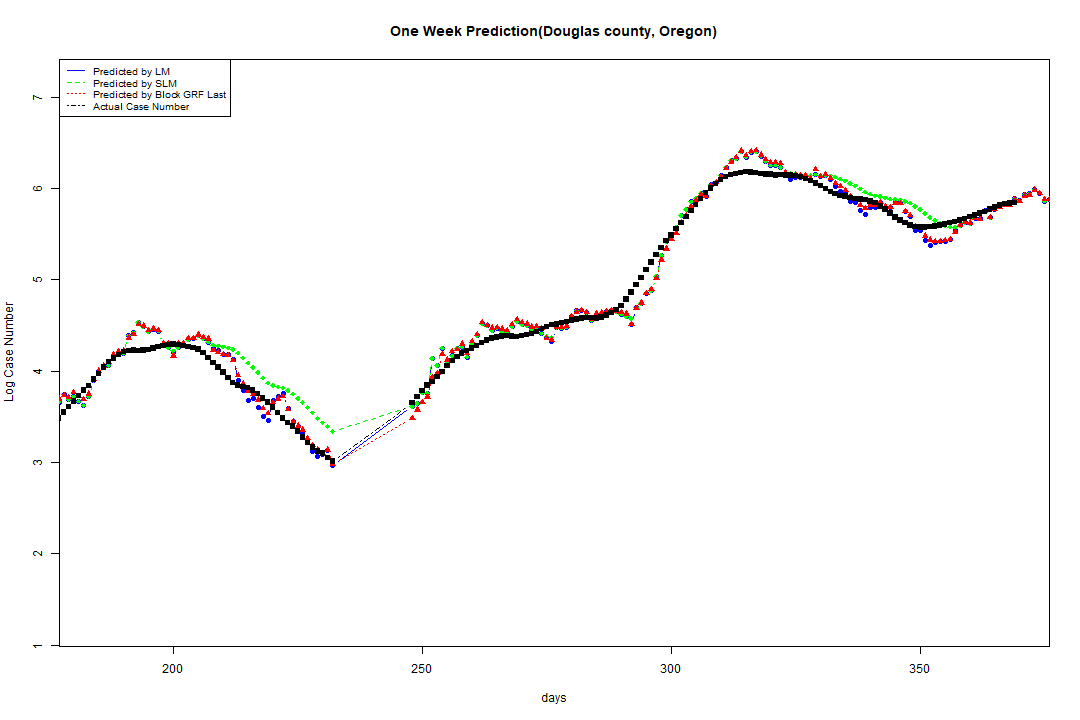 One Week Prediction(Douglas county, Oregon)
Predicted by LM
Predicted by SLM
Predicted by Block GRF Last
Actual Case Number
7
6
5
4
3
2
1
Log Case Number
200 250 300 350
days